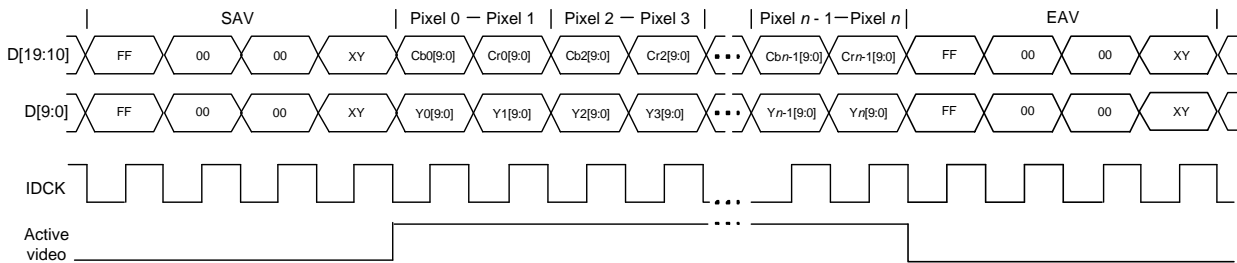 SAV Pixel 0 — Pixel 1 Pixel 2 — Pixel 3 Pixel n - 1—Pixel n EAV
D[19:10] FF 00 00 XY Cb0[9:0] Cr0[9:0] Cb2[9:0] Cr2[9:0] ••• Cbn-1[9:0] Crn-1[9:0] FF 00 00 XY
D[9:0] FF 00 00 XY Y0[9:0] Y1[9:0] Y2[9:0] Y3[9:0] ••• Yn-1[9:0] Yn[9:0] FF 00 00 XY
IDCK •••
Active •••
video